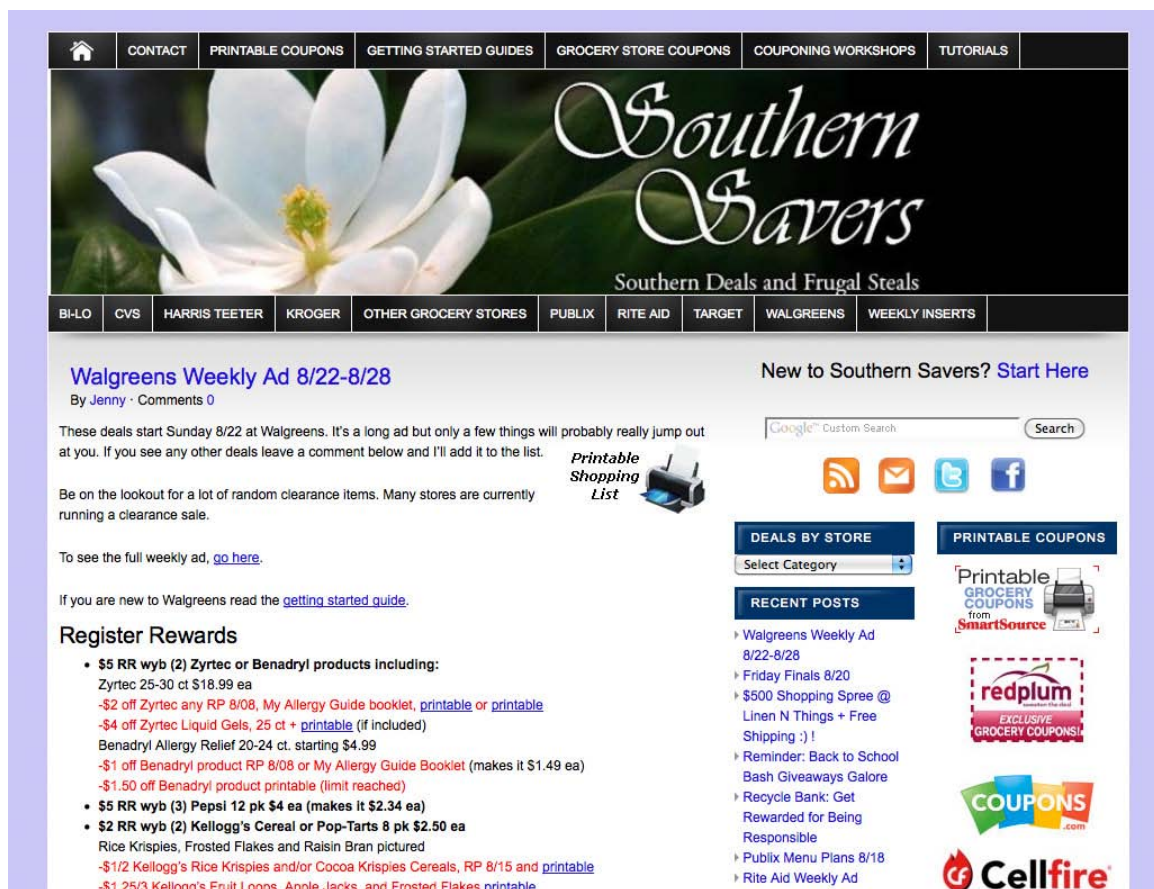 CONTACT
PRINTABLE COUPONS
GETTING STARTED GUIDES
GROCERY STORE COUPONS
COUPONING WORKSHOPS
TUTORIALS
Southern
Savers
Southern Deals and Frugal Steals
BI-LO
CVS
HARRIS TEETER
KROGER
OTHER GROCERY STORES
PUBLIX
RITE AID
TARGET
WALGREENS
WEEKLY INSERTS
Walgreens Weekly Ad 8/22-8/28
By Jenny · Comments 0
These deals start Sunday 8/22 at Walgreens. It's a long ad but only a few things will probably really jump out
at you. If you see any other deals leave a comment below and I'll add it to the list.
Printable
Shopping
List
Be on the lookout for a lot of random clearance items. Many stores are currently
running a clearance sale.
To see the full weekly ad, go here.
If you are new to Walgreens read the getting started guide.
Register Rewards
• $5 RR wyb (2) Zyrtec or Benadryl products including:
Zyrtec 25-30 ct $18.99 ea
-$2 off Zyrtec any RP 8/08, My Allergy Guide booklet, printable or printable
-$4 off Zyrtec Liquid Gels, 25 ct + printable (if included)
Benadryl Allergy Relief 20-24 ct. starting $4.99
-$1 off Benadryl product RP 8/08 or My Allergy Guide Booklet (makes it $1.49 ea)
-$1.50 off Benadryl product printable (limit reached)
• $5 RR wyb (3) Pepsi 12 pk $4 ea (makes it $2.34 ea)
• $2 RR wyb (2) Kellogg's Cereal or Pop-Tarts 8 pk $2.50 ea
Rice Krispies, Frosted Flakes and Raisin Bran pictured
-$1/2 Kellogg's Rice Krispies and/or Cocoa Krispies Cereals, RP 8/15 and printable
-$1.25/3 Kellogg's Fruit Loops, Apple Jacks, and Frosted Flakes printable
New to Southern Savers? Start Here
Google™ Custom Search
Search
DEALS BY STORE
Select Category
RECENT POSTS
Walgreens Weekly Ad
8/22-8/28
Friday Finals 8/20
$500 Shopping Spree @
Linen N Things + Free
Shipping :) !
Reminder: Back to School
Bash Giveaways Galore
Recycle Bank: Get
Rewarded for Being
Responsible
Publix Menu Plans 8/18
Rite Aid Weekly Ad
PRINTABLE COUPONS
Printable
GROCERY
COUPONS
from
SmartSource
redplum
EXCLUSIVE
GROCERY COUPONS!
COUPONS
.com
Cellfire